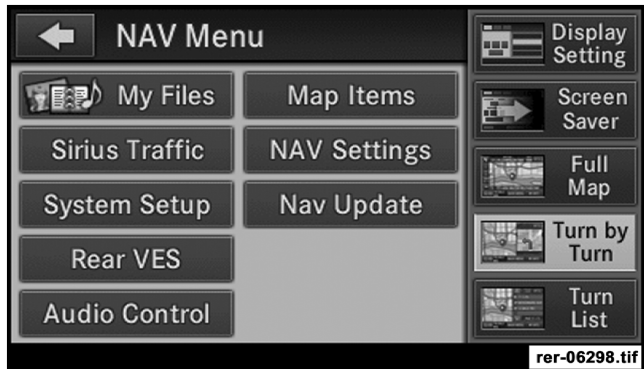 NAV Menu
My Files
Map Items
Sirius Traffic
NAV Settings
System Setup
Nav Update
Rear VES
Audio Control
Display
Setting
Screen
Saver
Full
Map
Turn by
Turn
Turn
List
rer-06298.tif